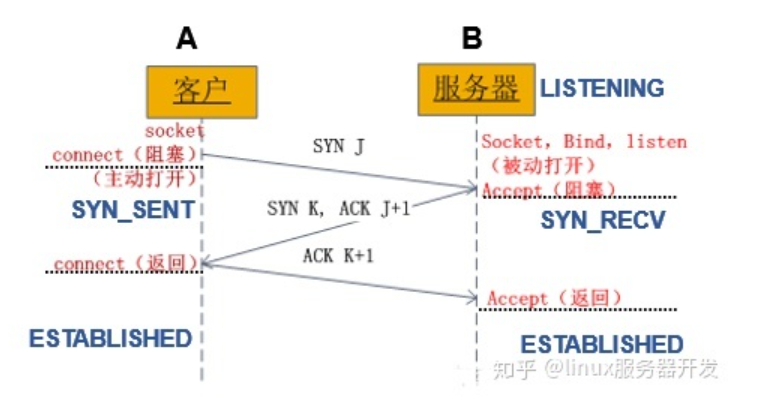 A
B
客户
服务器
LISTENING
socket
connect（阻塞）
（主动打开）
SYN_SENT
SYN J
Socket, Bind, listen
（被动打开）
Accept（阻塞）
SYN_RECV
SYN K, ACK J+1
connect（返回）
ACK K+1
Accept（返回）
ESTABLISHED
ESTABLISHED
知乎 @linux服务器开发